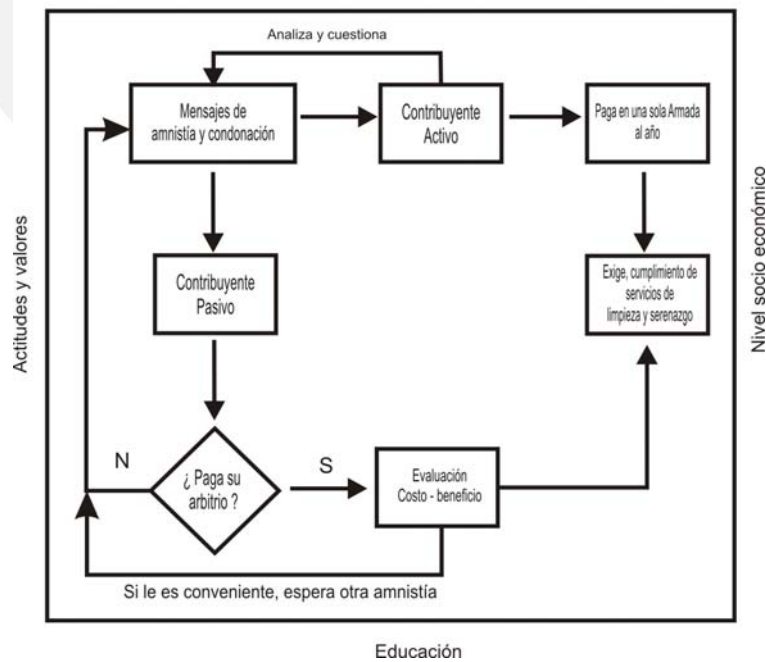 Analiza y cuestiona
Mensajes de
amnistía y condonación
Contribuyente
Activo
Paga en una sola Armada
al año
Actitudes y valores
Nivel socio económico
Contribuyente
Pasivo
Exige, cumplimiento de
servicios de
limpieza y serenazgo
N
¿ Paga su
arbitrio ?
S
Evaluación
Costo - beneficio
Si le es conveniente, espera otra amnistía
Educación